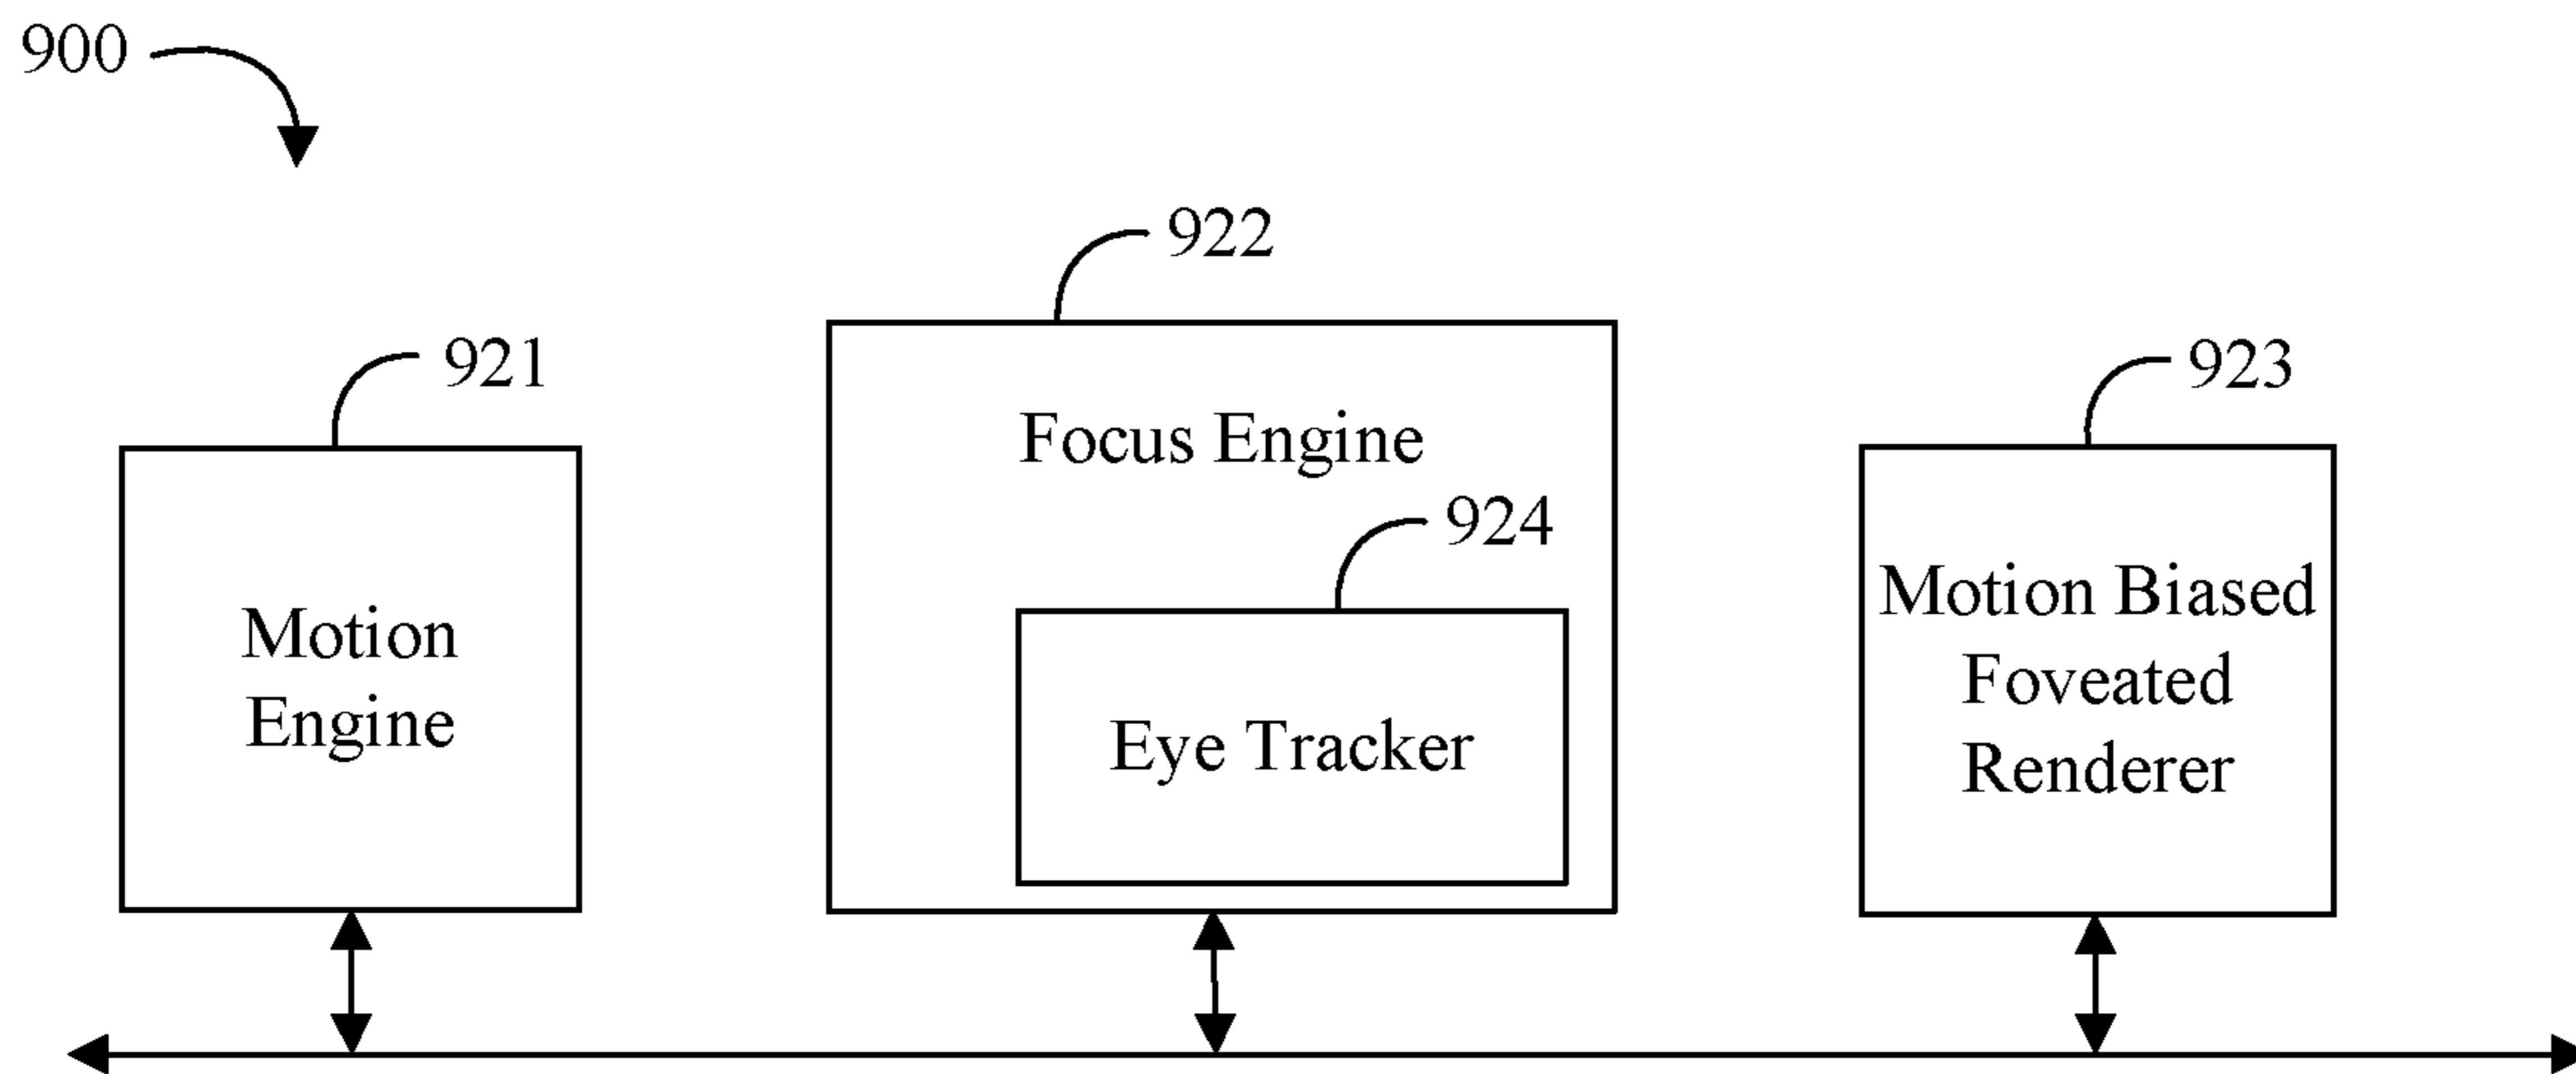 900
922
921
923
Focus Engine
924
Motion Biased
Motion
Foveated
Engine
Eye Tracker
Renderer